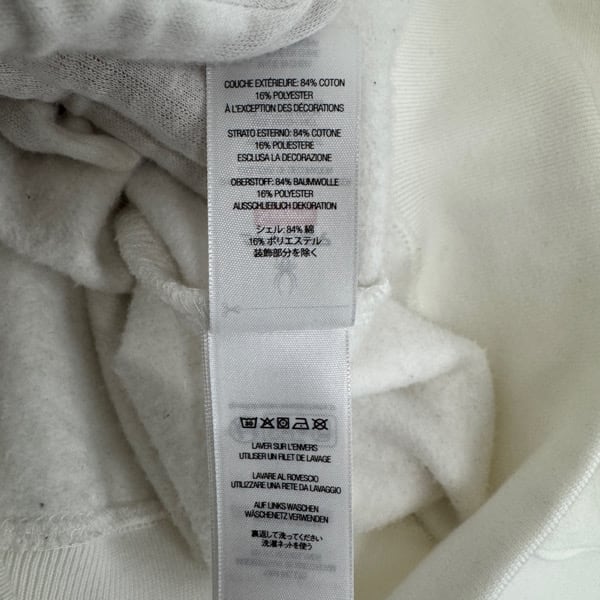 COUCHE EXTÉRIEURE: 84% COTON
16% POLYESTER
À L'EXCEPTION DES DÉCORATIONS
STRATO ESTERNO: 84% COTONE
16% POLIESTERE
ESCLUSA LA DECORAZIONE
OBERSTOFF: 84% BAUMWOLLE
16% POLYESTER
AUSSCHLIEBLICH DEKORATION
シェル: 84% 綿
16% ポリエステル
装飾部分を除く
LAVER SUR L'ENVERS
UTILISER UN FILET DE LAVAGE
LAVARE AL ROVESCIO
UTILIZZARE UNA RETE DA LAVAGGIO
AUF LINKS WASCHEN
WÄSCHENETZ VERWENDEN
裏返して洗ってください
洗濯ネットを使う